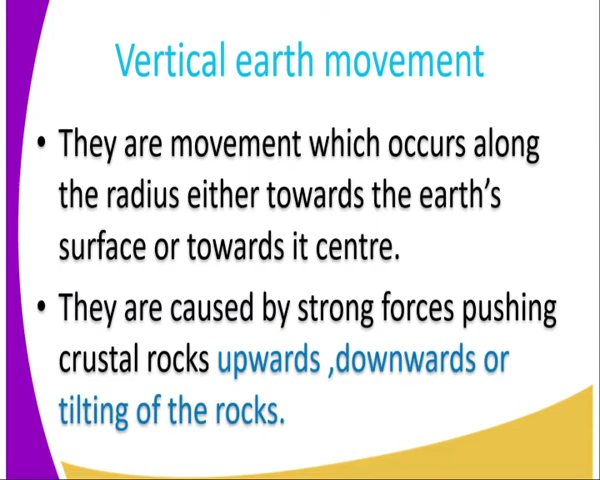 Vertical earth movement
• They are movement which occurs along
the radius either towards the earth's
surface or towards it centre.
• They are caused by strong forces pushing
crustal rocks upwards ,downwards or
tilting of the rocks.